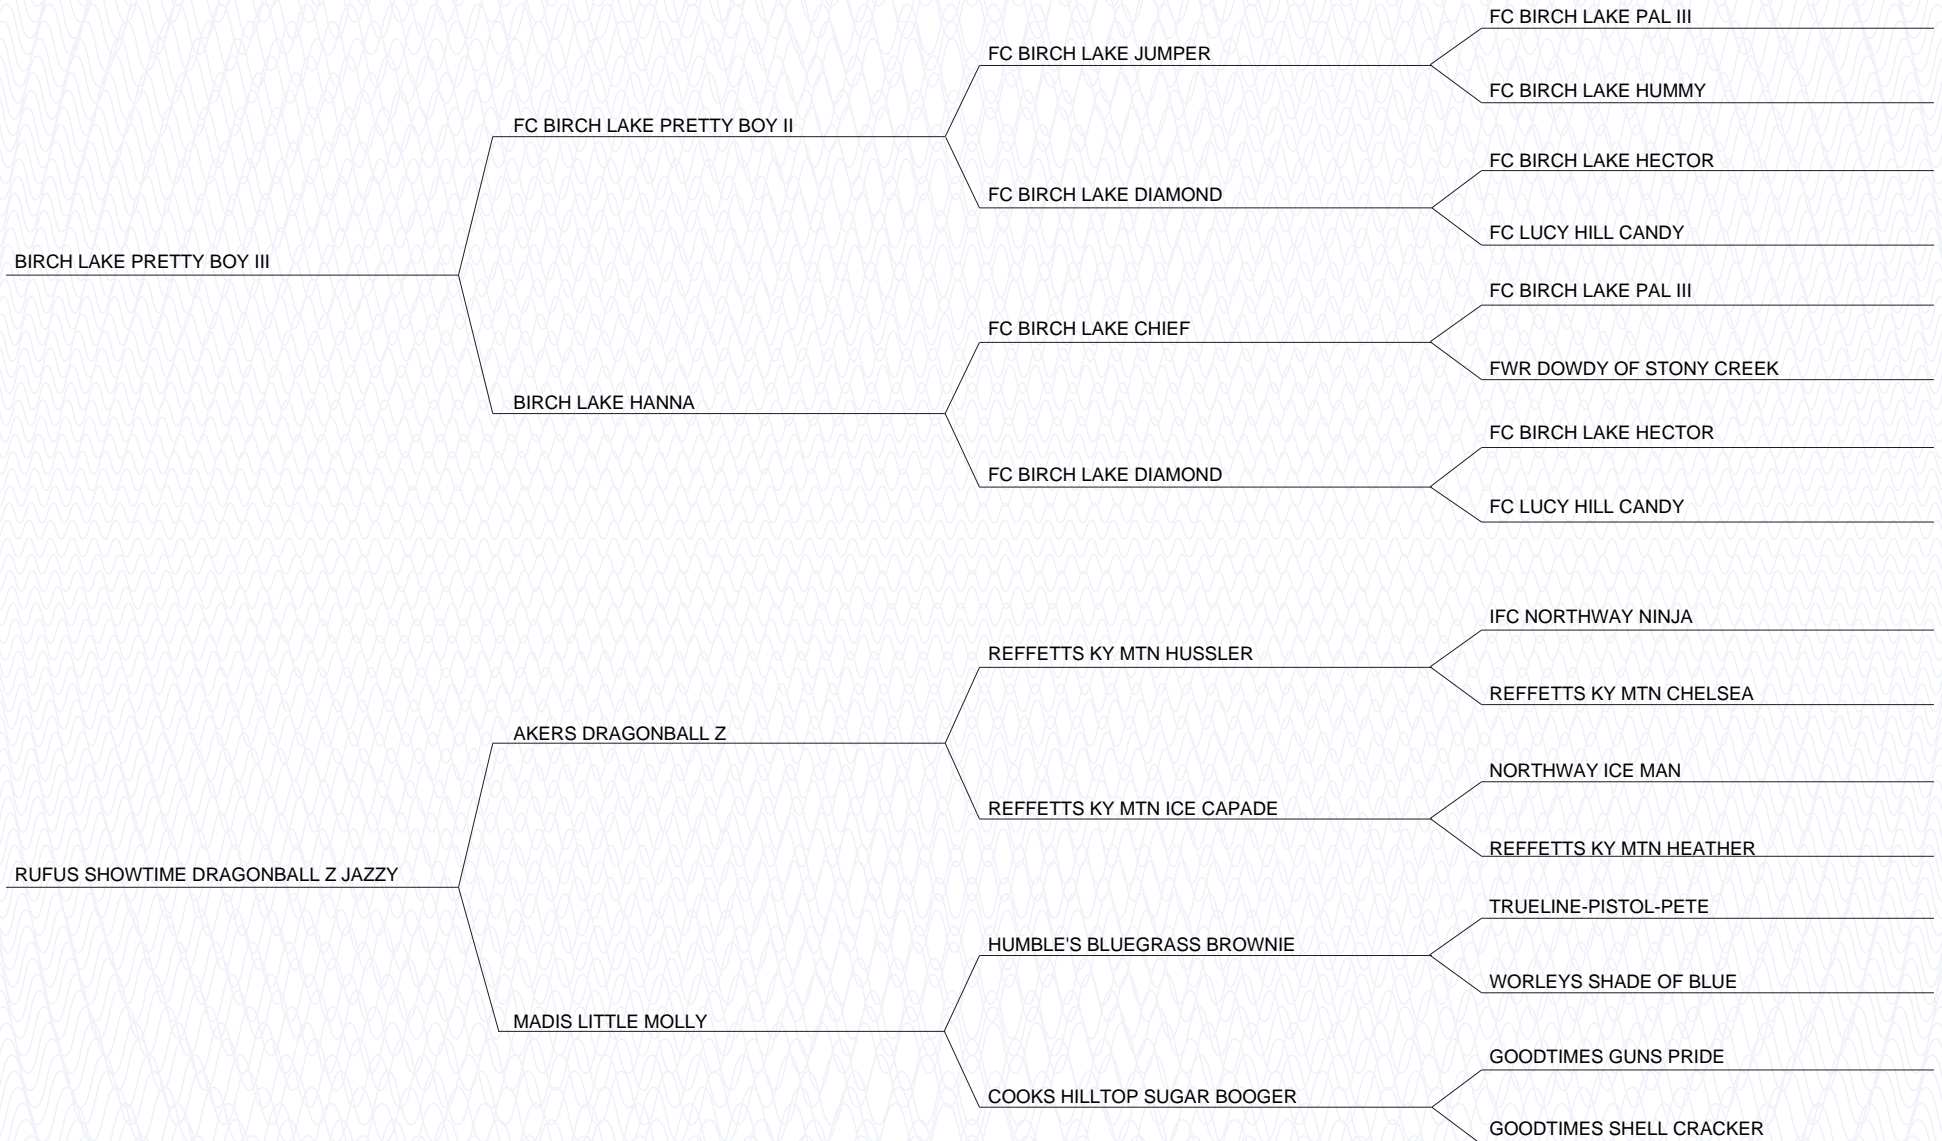 FC BIRCH LAKE PAL III
FC BIRCH LAKE JUMPER
FC BIRCH LAKE HUMMY
FC BIRCH LAKE PRETTY BOY II
FC BIRCH LAKE HECTOR
FC BIRCH LAKE DIAMOND
FC LUCY HILL CANDY
BIRCH LAKE PRETTY BOY III
FC BIRCH LAKE PAL III
FC BIRCH LAKE CHIEF
FWR DOWDY OF STONY CREEK
BIRCH LAKE HANNA
FC BIRCH LAKE HECTOR
FC BIRCH LAKE DIAMOND
FC LUCY HILL CANDY
IFC NORTHWAY NINJA
REFFETTS KY MTN HUSSLER
REFFETTS KY MTN CHELSEA
AKERS DRAGONBALL Z
NORTHWAY ICE MAN
REFFETTS KY MTN ICE CAPADE
REFFETTS KY MTN HEATHER
RUFUS SHOWTIME DRAGONBALL Z JAZZY
TRUELINE-PISTOL-PETE
HUMBLE'S BLUEGRASS BROWNIE
WORLEYS SHADE OF BLUE
MADIS LITTLE MOLLY
GOODTIMES GUNS PRIDE
COOKS HILLTOP SUGAR BOOGER
GOODTIMES SHELL CRACKER